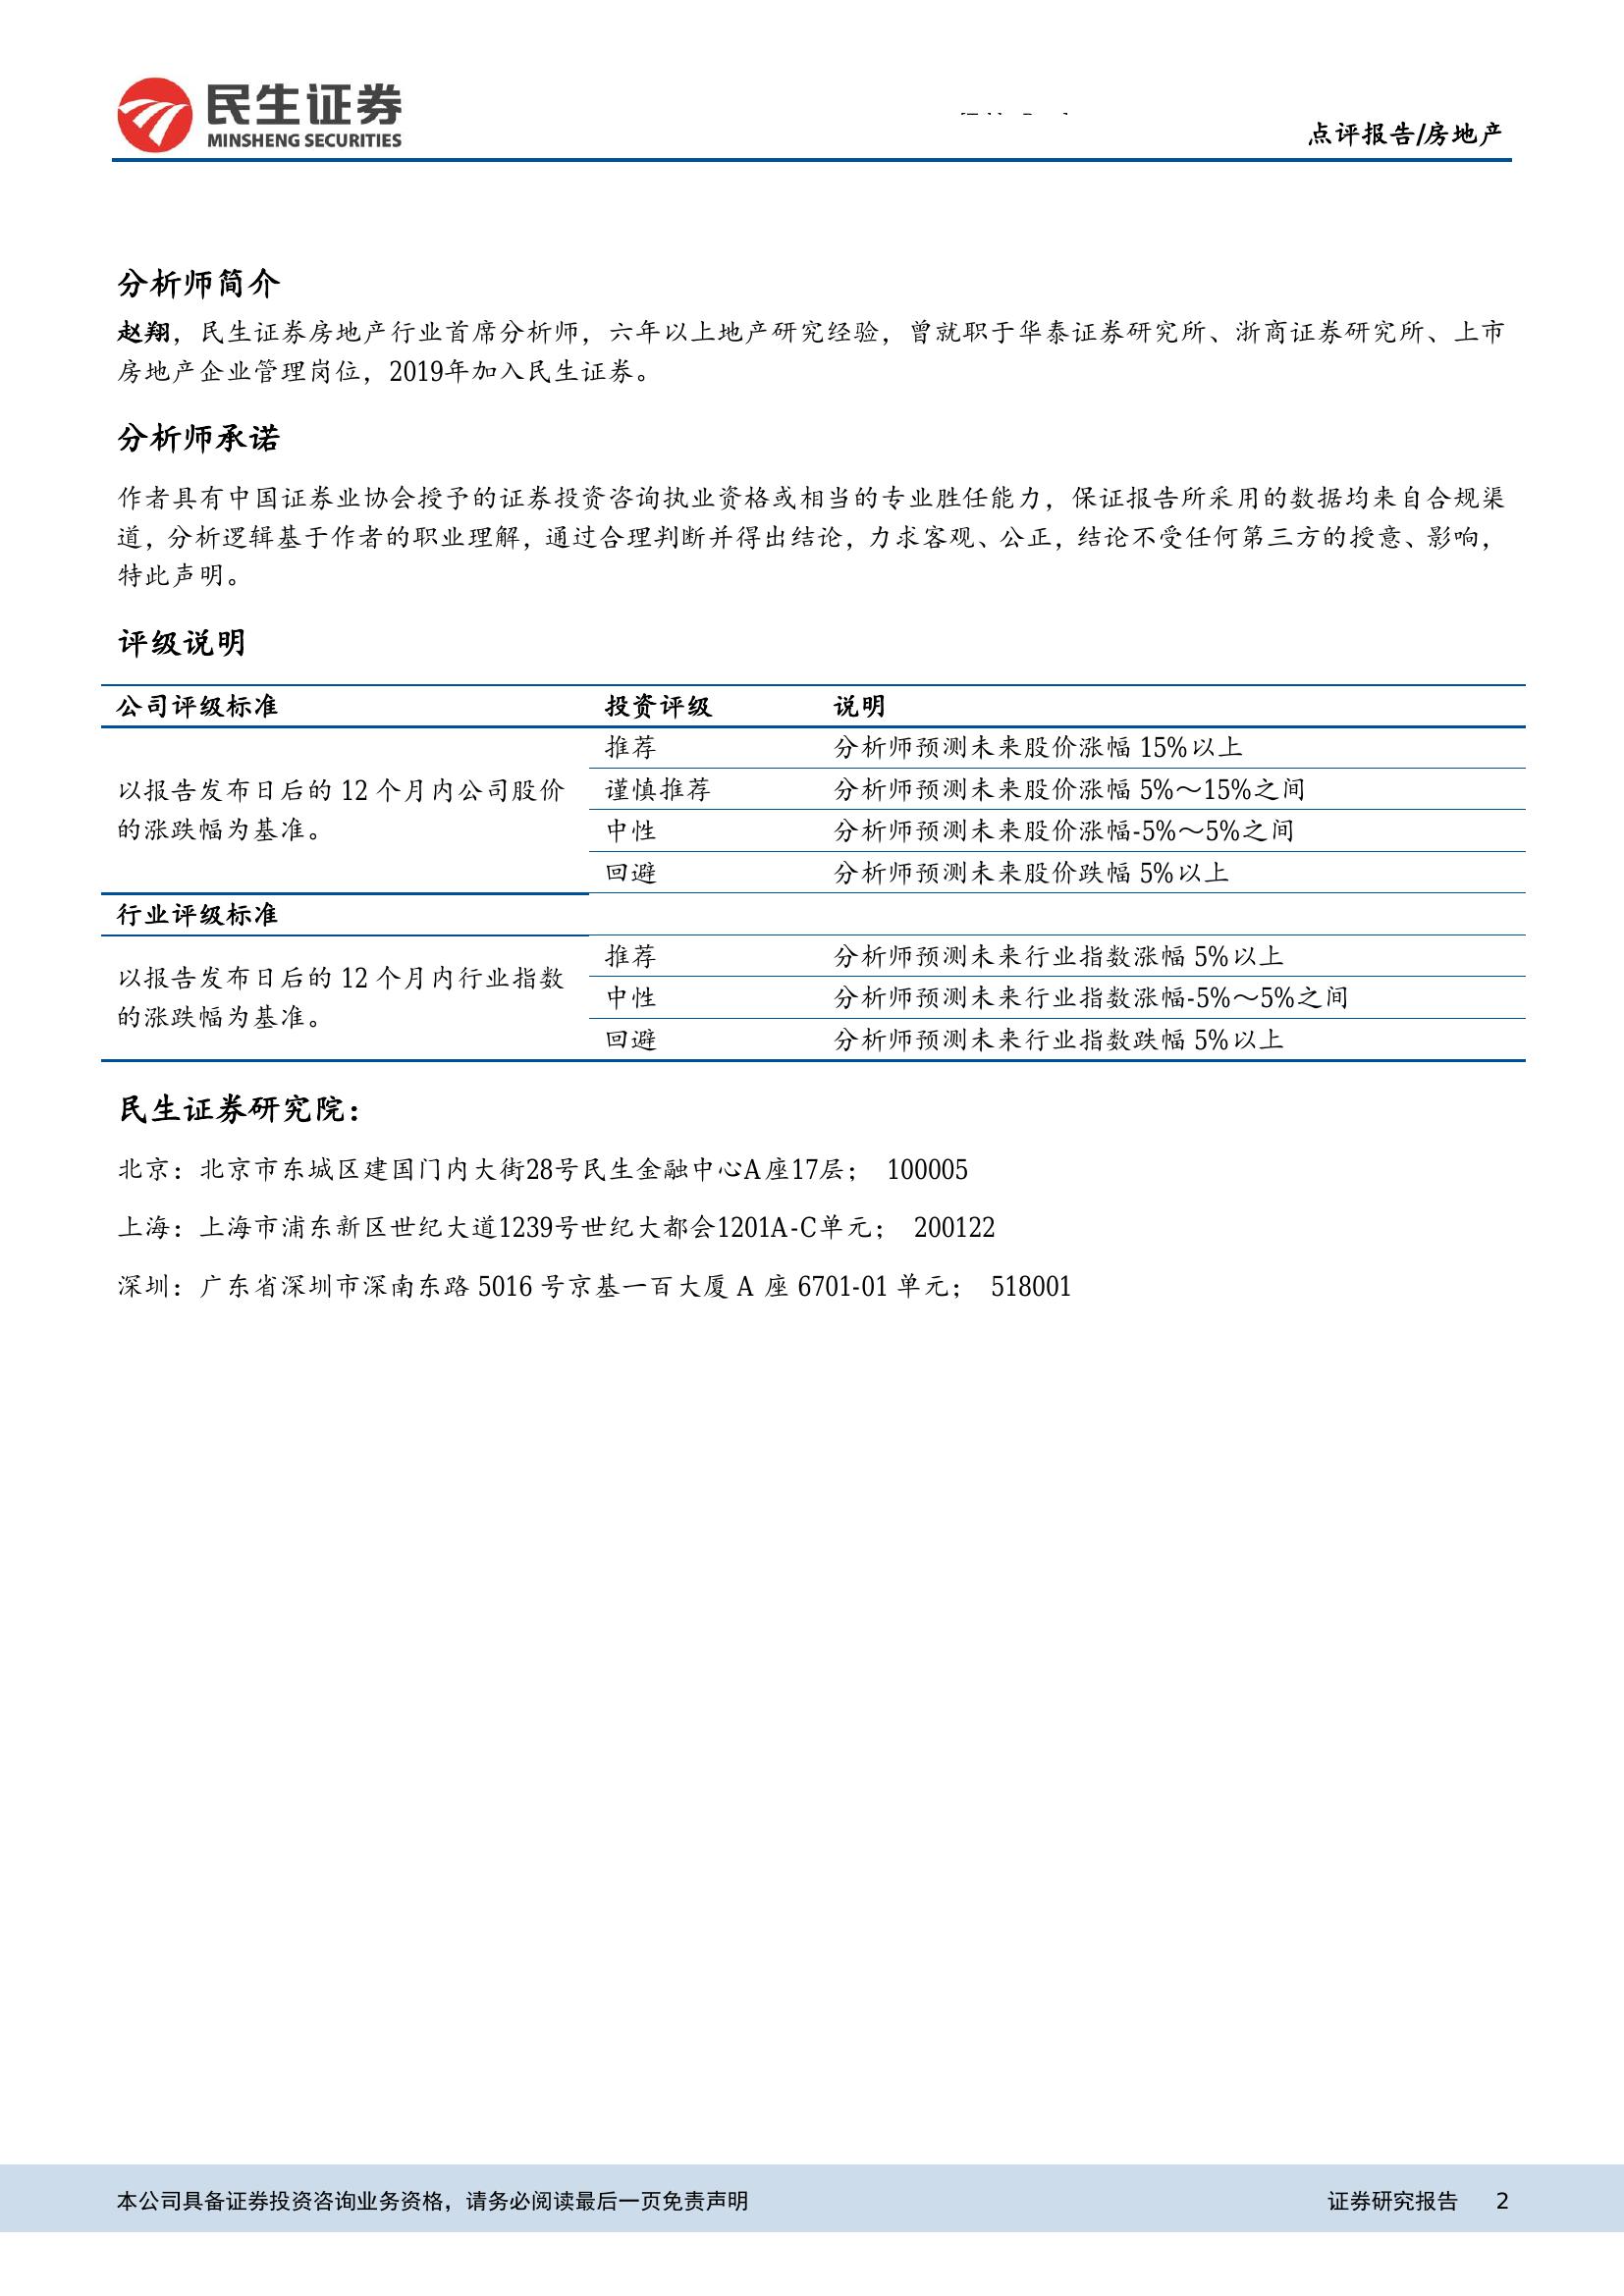 民生证券
MINSHENG SECURITIES
点评报告/房地产
分析师简介
赵翔，民生证券房地产行业首席分析师，六年以上地产研究经验，曾就职于华泰证券研究所、浙商证券研究所、上市
房地产企业管理岗位，2019年加入民生证券。
分析师承诺
作者具有中国证券业协会授予的证券投资咨询执业资格或相当的专业胜任能力，保证报告所采用的数据均来自合规渠
道，分析逻辑基于作者的职业理解，通过合理判断并得出结论，力求客观、公正，结论不受任何第三方的授意、影响，
特此声明。
评级说明
公司评级标准 投资评级 说明
以报告发布日后的 12 个月内公司股价
的涨跌幅为基准。
推荐 分析师预测未来股价涨幅 15%以上
谨慎推荐 分析师预测未来股价涨幅 5%～15%之间
中性 分析师预测未来股价涨幅-5%～5%之间
回避 分析师预测未来股价跌幅 5%以上
行业评级标准
以报告发布日后的 12 个月内行业指数
的涨跌幅为基准。
推荐 分析师预测未来行业指数涨幅 5%以上
中性 分析师预测未来行业指数涨幅-5%～5%之间
回避 分析师预测未来行业指数跌幅 5%以上
民生证券研究院：
北京：北京市东城区建国门内大街28号民生金融中心A座17层； 100005
上海：上海市浦东新区世纪大道1239号世纪大都会1201A-C单元； 200122
深圳：广东省深圳市深南东路 5016 号京基一百大厦 A 座 6701-01 单元； 518001
本公司具备证券投资咨询业务资格，请务必阅读最后一页免责声明 证券研究报告 2